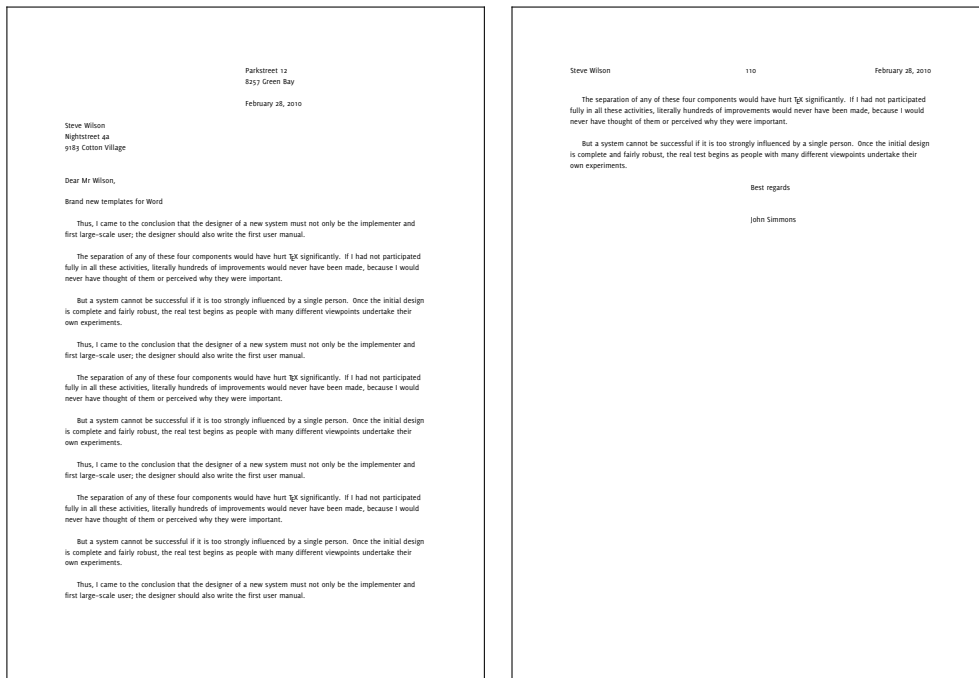 Parkstreet 12
8257 Green Bay
February 28, 2010
Steve Wilson
Nightstreet 4a
9183 Cotton Village
Dear Mr Wilson,
Brand new templates for Word
Thus, I came to the conclusion that the designer of a new system must not only be the implementer and
first large-scale user; the designer should also write the first user manual.
The separation of any of these four components would have hurt TEX significantly. If I had not participated
fully in all these activities, literally hundreds of improvements would never have been made, because I would
never have thought of them or perceived why they were important.
But a system cannot be successful if it is too strongly influenced by a single person. Once the initial design
is complete and fairly robust, the real test begins as people with many different viewpoints undertake their
own experiments.
Thus, I came to the conclusion that the designer of a new system must not only be the implementer and
first large-scale user; the designer should also write the first user manual.
The separation of any of these four components would have hurt TEX significantly. If I had not participated
fully in all these activities, literally hundreds of improvements would never have been made, because I would
never have thought of them or perceived why they were important.
But a system cannot be successful if it is too strongly influenced by a single person. Once the initial design
is complete and fairly robust, the real test begins as people with many different viewpoints undertake their
own experiments.
Thus, I came to the conclusion that the designer of a new system must not only be the implementer and
first large-scale user; the designer should also write the first user manual.
The separation of any of these four components would have hurt TEX significantly. If I had not participated
fully in all these activities, literally hundreds of improvements would never have been made, because I would
never have thought of them or perceived why they were important.
But a system cannot be successful if it is too strongly influenced by a single person. Once the initial design
is complete and fairly robust, the real test begins as people with many different viewpoints undertake their
own experiments.
Thus, I came to the conclusion that the designer of a new system must not only be the implementer and
first large-scale user; the designer should also write the first user manual.
Steve Wilson 110 February 28, 2010
The separation of any of these four components would have hurt TEX significantly. If I had not participated
fully in all these activities, literally hundreds of improvements would never have been made, because I would
never have thought of them or perceived why they were important.
But a system cannot be successful if it is too strongly influenced by a single person. Once the initial design
is complete and fairly robust, the real test begins as people with many different viewpoints undertake their
own experiments.
Best regards
John Simmons